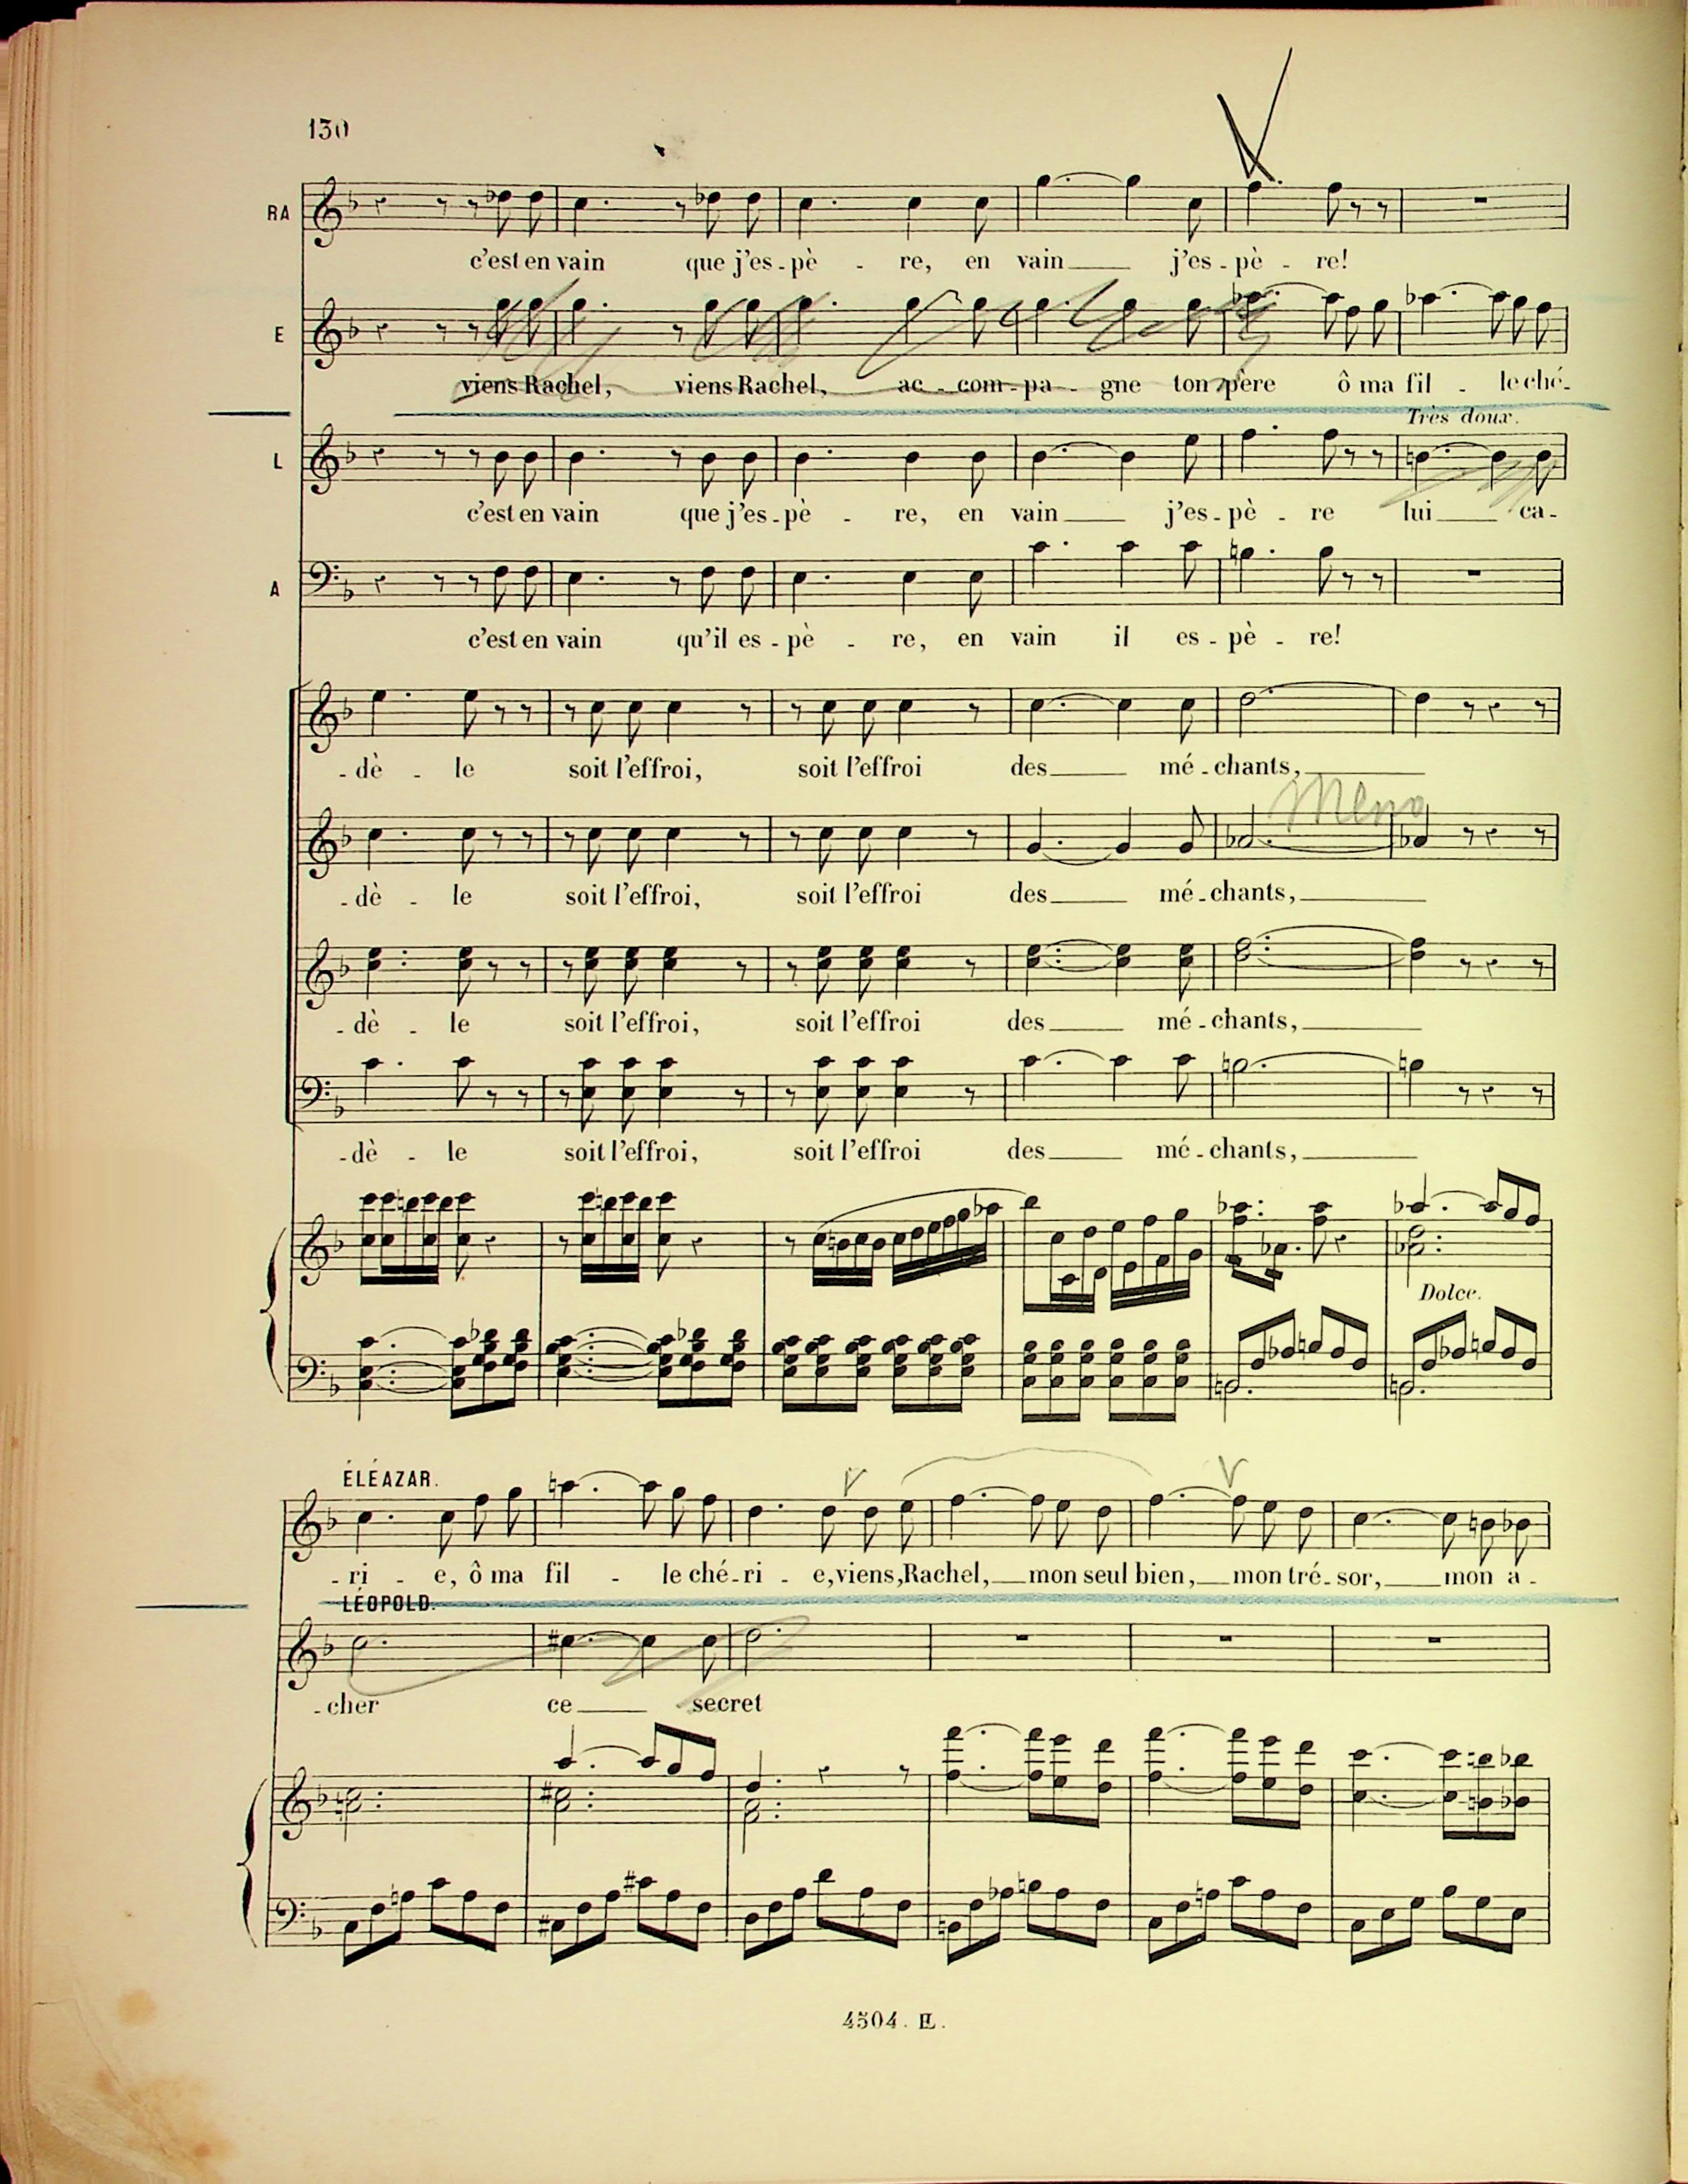 130
RA
c'est en vain que j'es - pè - re, en vain j'es - pè - re!
E
viens Rachel, viens Rachel, ac - com - pa - gne ton père ô ma fil - le ché -
Très doux.
L
c'est en vain que j'es - pè - re, en vain j'es - pè - re lui ca -
A
c'est en vain qu'il es - pè - re, en vain il es - pè - re!
- dè - le soit l'effroi, soit l'effroi des mé - chants,
Meno
- dè - le soit l'effroi, soit l'effroi des mé - chants,
- dè - le soit l'effroi, soit l'effroi des mé - chants,
- dè - le soit l'effroi, soit l'effroi des mé - chants,
Dolce.
ÉLÉAZAR.
- ri - e, ô ma fil - le ché - ri - e, viens, Rachel, mon seul bien, mon tré - sor, mon a -
LÉOPOLD.
- cher ce secret
4504. H.